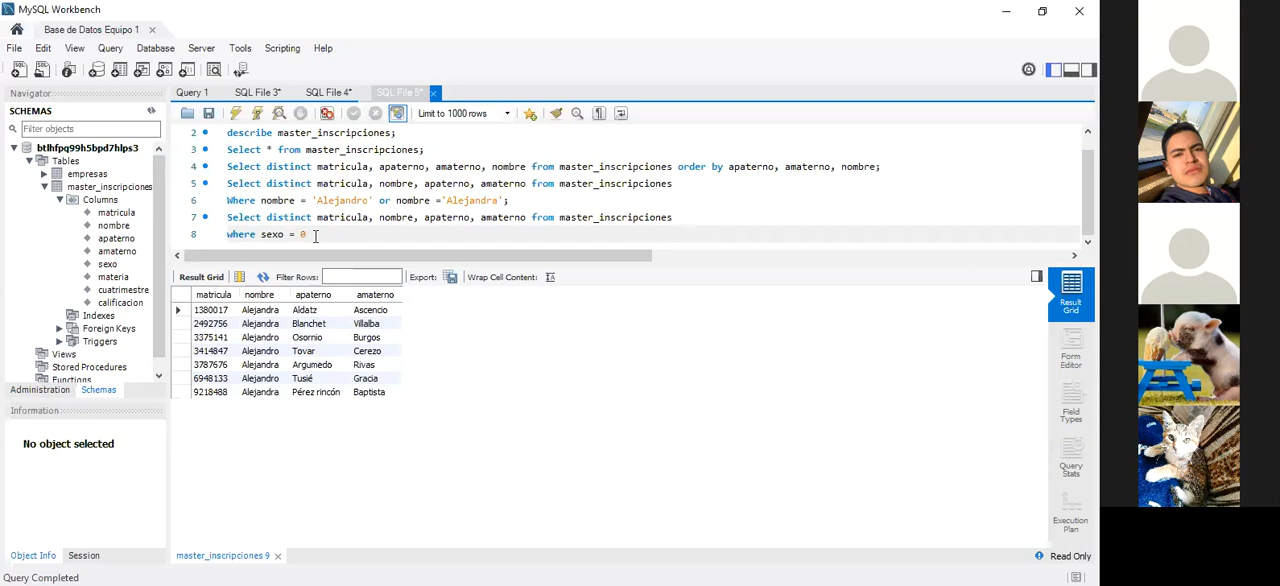 MySQL Workbench
Base de Datos Equipo 1
File Edit View Query Database Server Tools Scripting Help
Navigator
SCHEMAS
Filter objects
btlhfpq99h5bpd7hlps3
Tables
empresas
master_inscripciones
Columns
matricula
nombre
apaterno
amaterno
sexo
materia
cuatrimestre
calificacion
Indexes
Foreign Keys
Triggers
Views
Stored Procedures
Functions
Administration Schemas
Information
No object selected
Object Info Session
Query Completed
Query 1 SQL File 3* SQL File 4* SQL File 5*
Limit to 1000 rows
2 describe master_inscripciones;
3 Select * from master_inscripciones;
4 Select distinct matricula, apaterno, amaterno, nombre from master_inscripciones order by apaterno, amaterno, nombre;
5 Select distinct matricula, nombre, apaterno, amaterno from master_inscripciones
6 Where nombre = 'Alejandro' or nombre ='Alejandra';
7 Select distinct matricula, nombre, apaterno, amaterno from master_inscripciones
8 where sexo = 0
Result Grid Filter Rows: Export: Wrap Cell Content:
matricula nombre apaterno amaterno
1380017 Alejandra Aldatz Ascencio
2492756 Alejandra Blanchet Villalba
3375141 Alejandro Osornio Burgos
3414847 Alejandro Tovar Cerezo
3787676 Alejandra Argumedo Rivas
6948133 Alejandro Tusié Gracia
9218488 Alejandra Pérez rincón Baptista
Result Grid
Form Editor
Field Types
Query Stats
Execution Plan
master_inscripciones 9
Read Only